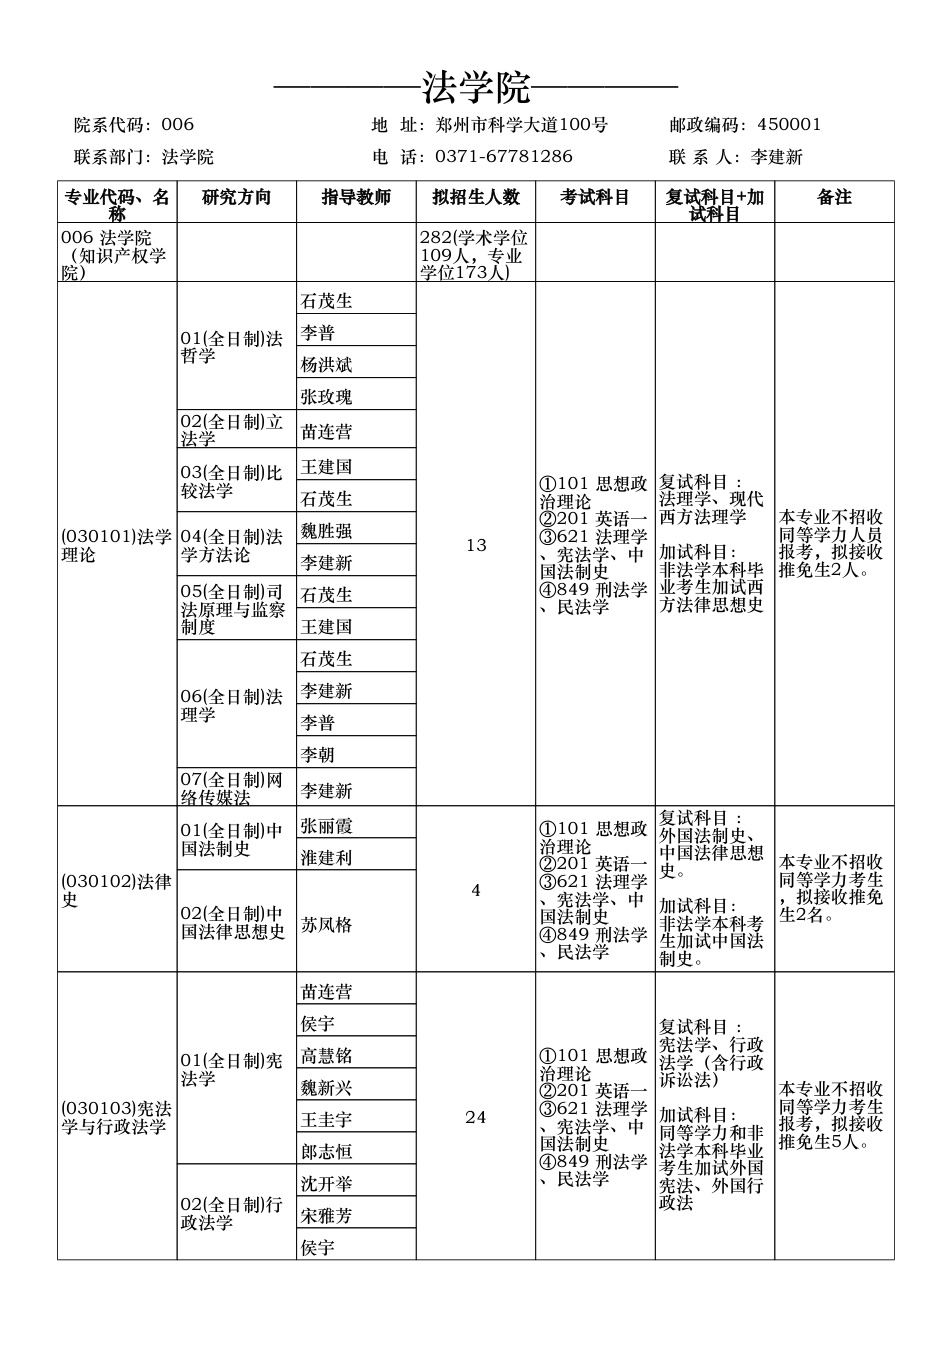 ————法学院————
院系代码：006 地 址：郑州市科学大道100号 邮政编码：450001
联系部门：法学院 电 话：0371-67781286 联 系 人：李建新
专业代码、名称 研究方向 指导教师 拟招生人数 考试科目 复试科目+加试科目 备注
006 法学院
（知识产权学
院）
282(学术学位
109人，专业
学位173人)
(030101)法学
理论
01(全日制)法
哲学
石茂生
李普
杨洪斌
张玫瑰
02(全日制)立
法学
苗连营
03(全日制)比
较法学
王建国
石茂生
04(全日制)法
学方法论
魏胜强
李建新
05(全日制)司
法原理与监察
制度
石茂生
王建国
06(全日制)法
理学
石茂生
李建新
李普
李朝
07(全日制)网
络传媒法
李建新
13
①101 思想政
治理论
②201 英语一
③621 法理学
、宪法学、中
国法制史
④849 刑法学
、民法学
复试科目：
法理学、现代
西方法理学
加试科目：
非法学本科毕
业考生加试西
方法律思想史
本专业不招收
同等学力人员
报考，拟接收
推免生2人。
(030102)法律
史
01(全日制)中
国法制史
张丽霞
淮建利
02(全日制)中
国法律思想史
苏凤格
4
①101 思想政
治理论
②201 英语一
③621 法理学
、宪法学、中
国法制史
④849 刑法学
、民法学
复试科目：
外国法制史、
中国法律思想
史。
加试科目：
非法学本科考
生加试中国法
制史。
本专业不招收
同等学力考生
，拟接收推免
生2名。
(030103)宪法
学与行政法学
01(全日制)宪
法学
苗连营
侯宇
高慧铭
魏新兴
王圭宇
郎志恒
02(全日制)行
政法学
沈开举
宋雅芳
侯宇
24
①101 思想政
治理论
②201 英语一
③621 法理学
、宪法学、中
国法制史
④849 刑法学
、民法学
复试科目：
宪法学、行政
法学（含行政
诉讼法）
加试科目：
同等学力和非
法学本科毕业
考生加试外国
宪法、外国行
政法
本专业不招收
同等学力考生
报考，拟接收
推免生5人。